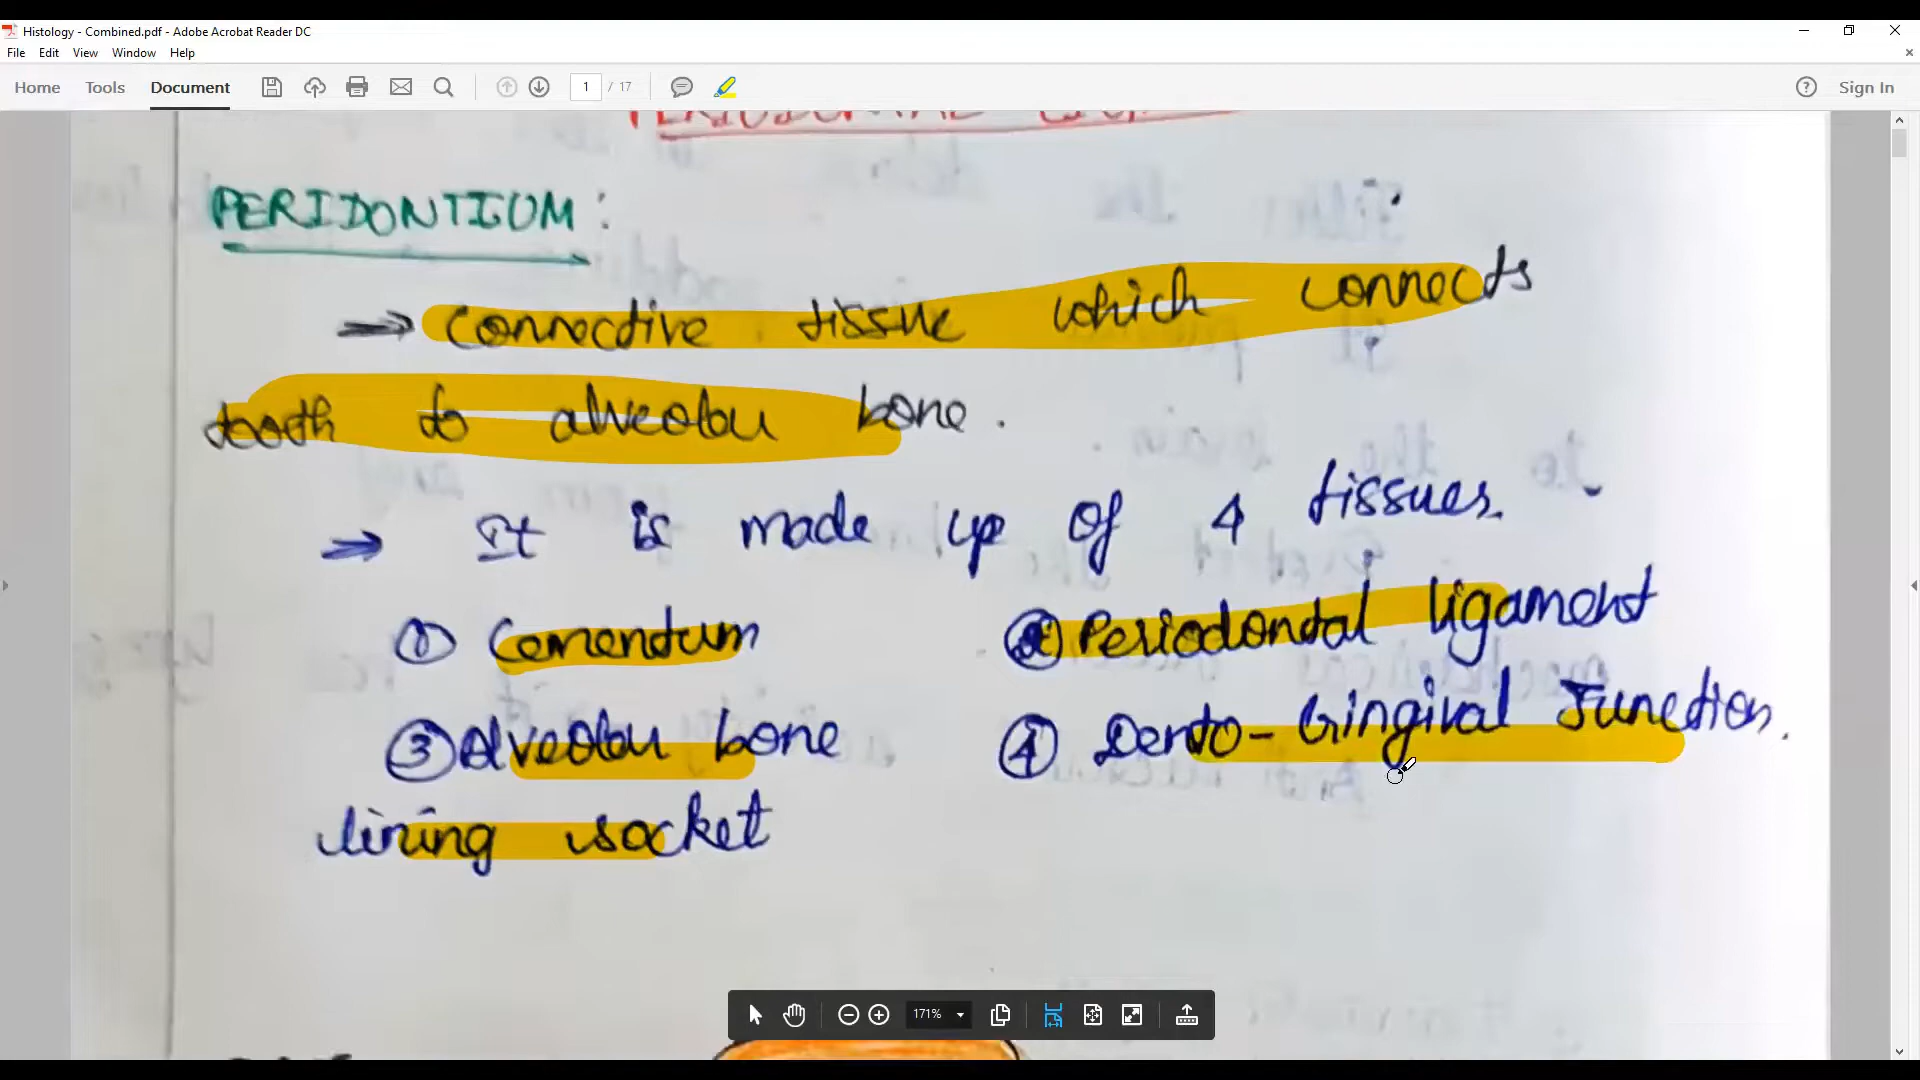 Histology - Combined.pdf - Adobe Acrobat Reader DC
File Edit View Window Help
Home Tools Document 1 / 17 Sign In
PERIDONTIUM :
→ Connective tissue which connects
tooth to alveolar bone.
→ It is made up of 4 tissues.
① Cementum ② Periodontal ligament
③ Alveolar bone ④ Dento-Gingival Junction.
lining socket
171%